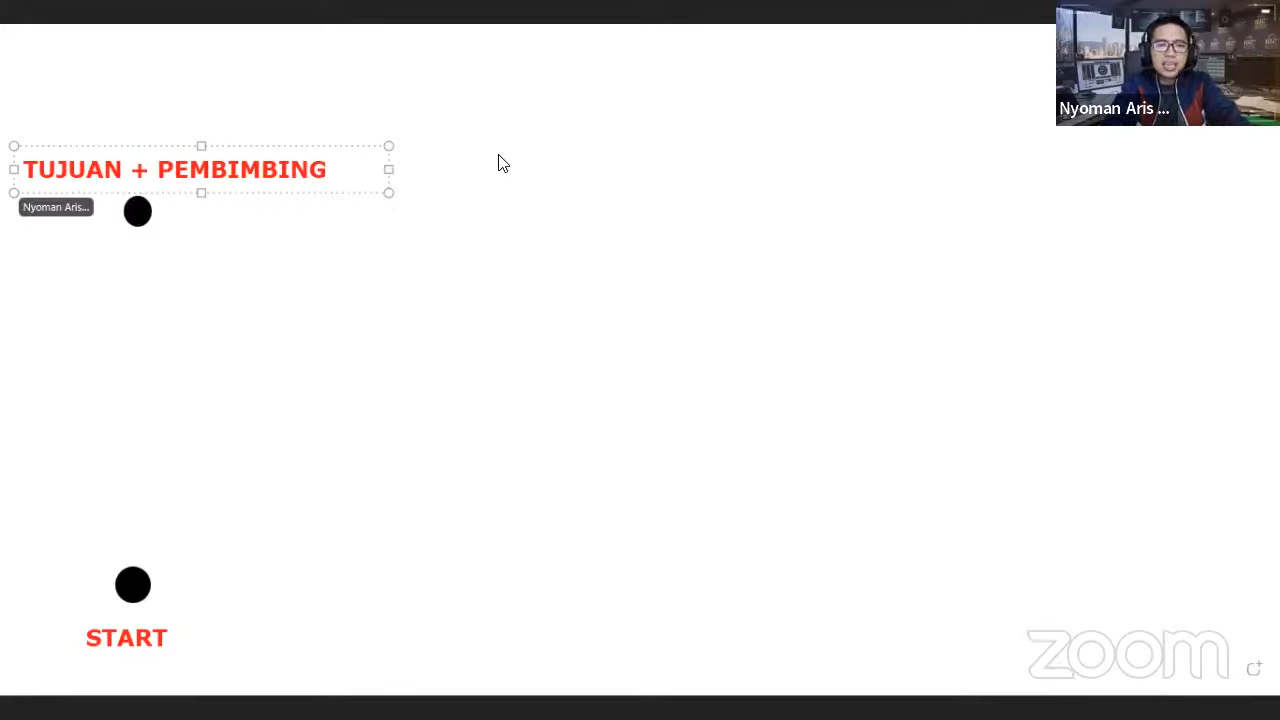 Nyoman Aris ...
TUJUAN + PEMBIMBING
Nyoman Aris...
START
zoom